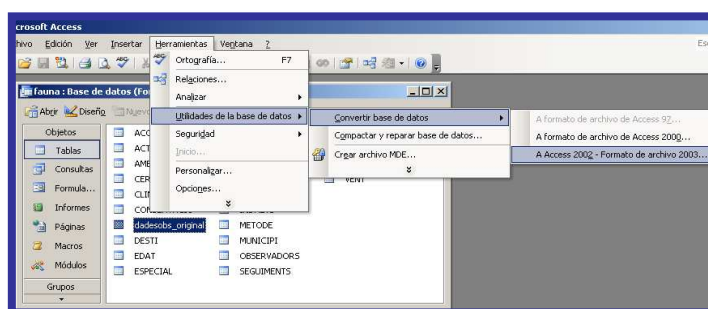 crosoft Access
hivo Edición Ver Insertar Herramientas Ventana ?
Ortografía... F7
Relaciones...
Analizar
Utilidades de la base de datos
Seguridad
Inicio...
Personalizar...
Opciones...
Convertir base de datos
Compactar y reparar base de datos...
Crear archivo MDE...
A formato de archivo de Access 97...
A formato de archivo de Access 2000...
A Access 2002 - Formato de archivo 2003...
fauna : Base de datos (Fo
Abrir Diseño Nuevo
Objetos
Tablas
Consultas
Formula...
Informes
Páginas
Macros
Módulos
Grupos
ACC
ACT
AME
CER
CLI
dadesobs_original
DESTI
EDAT
ESPECIAL
METODE
MUNICIPI
OBSERVADORS
SEGUIMENTS
VENT